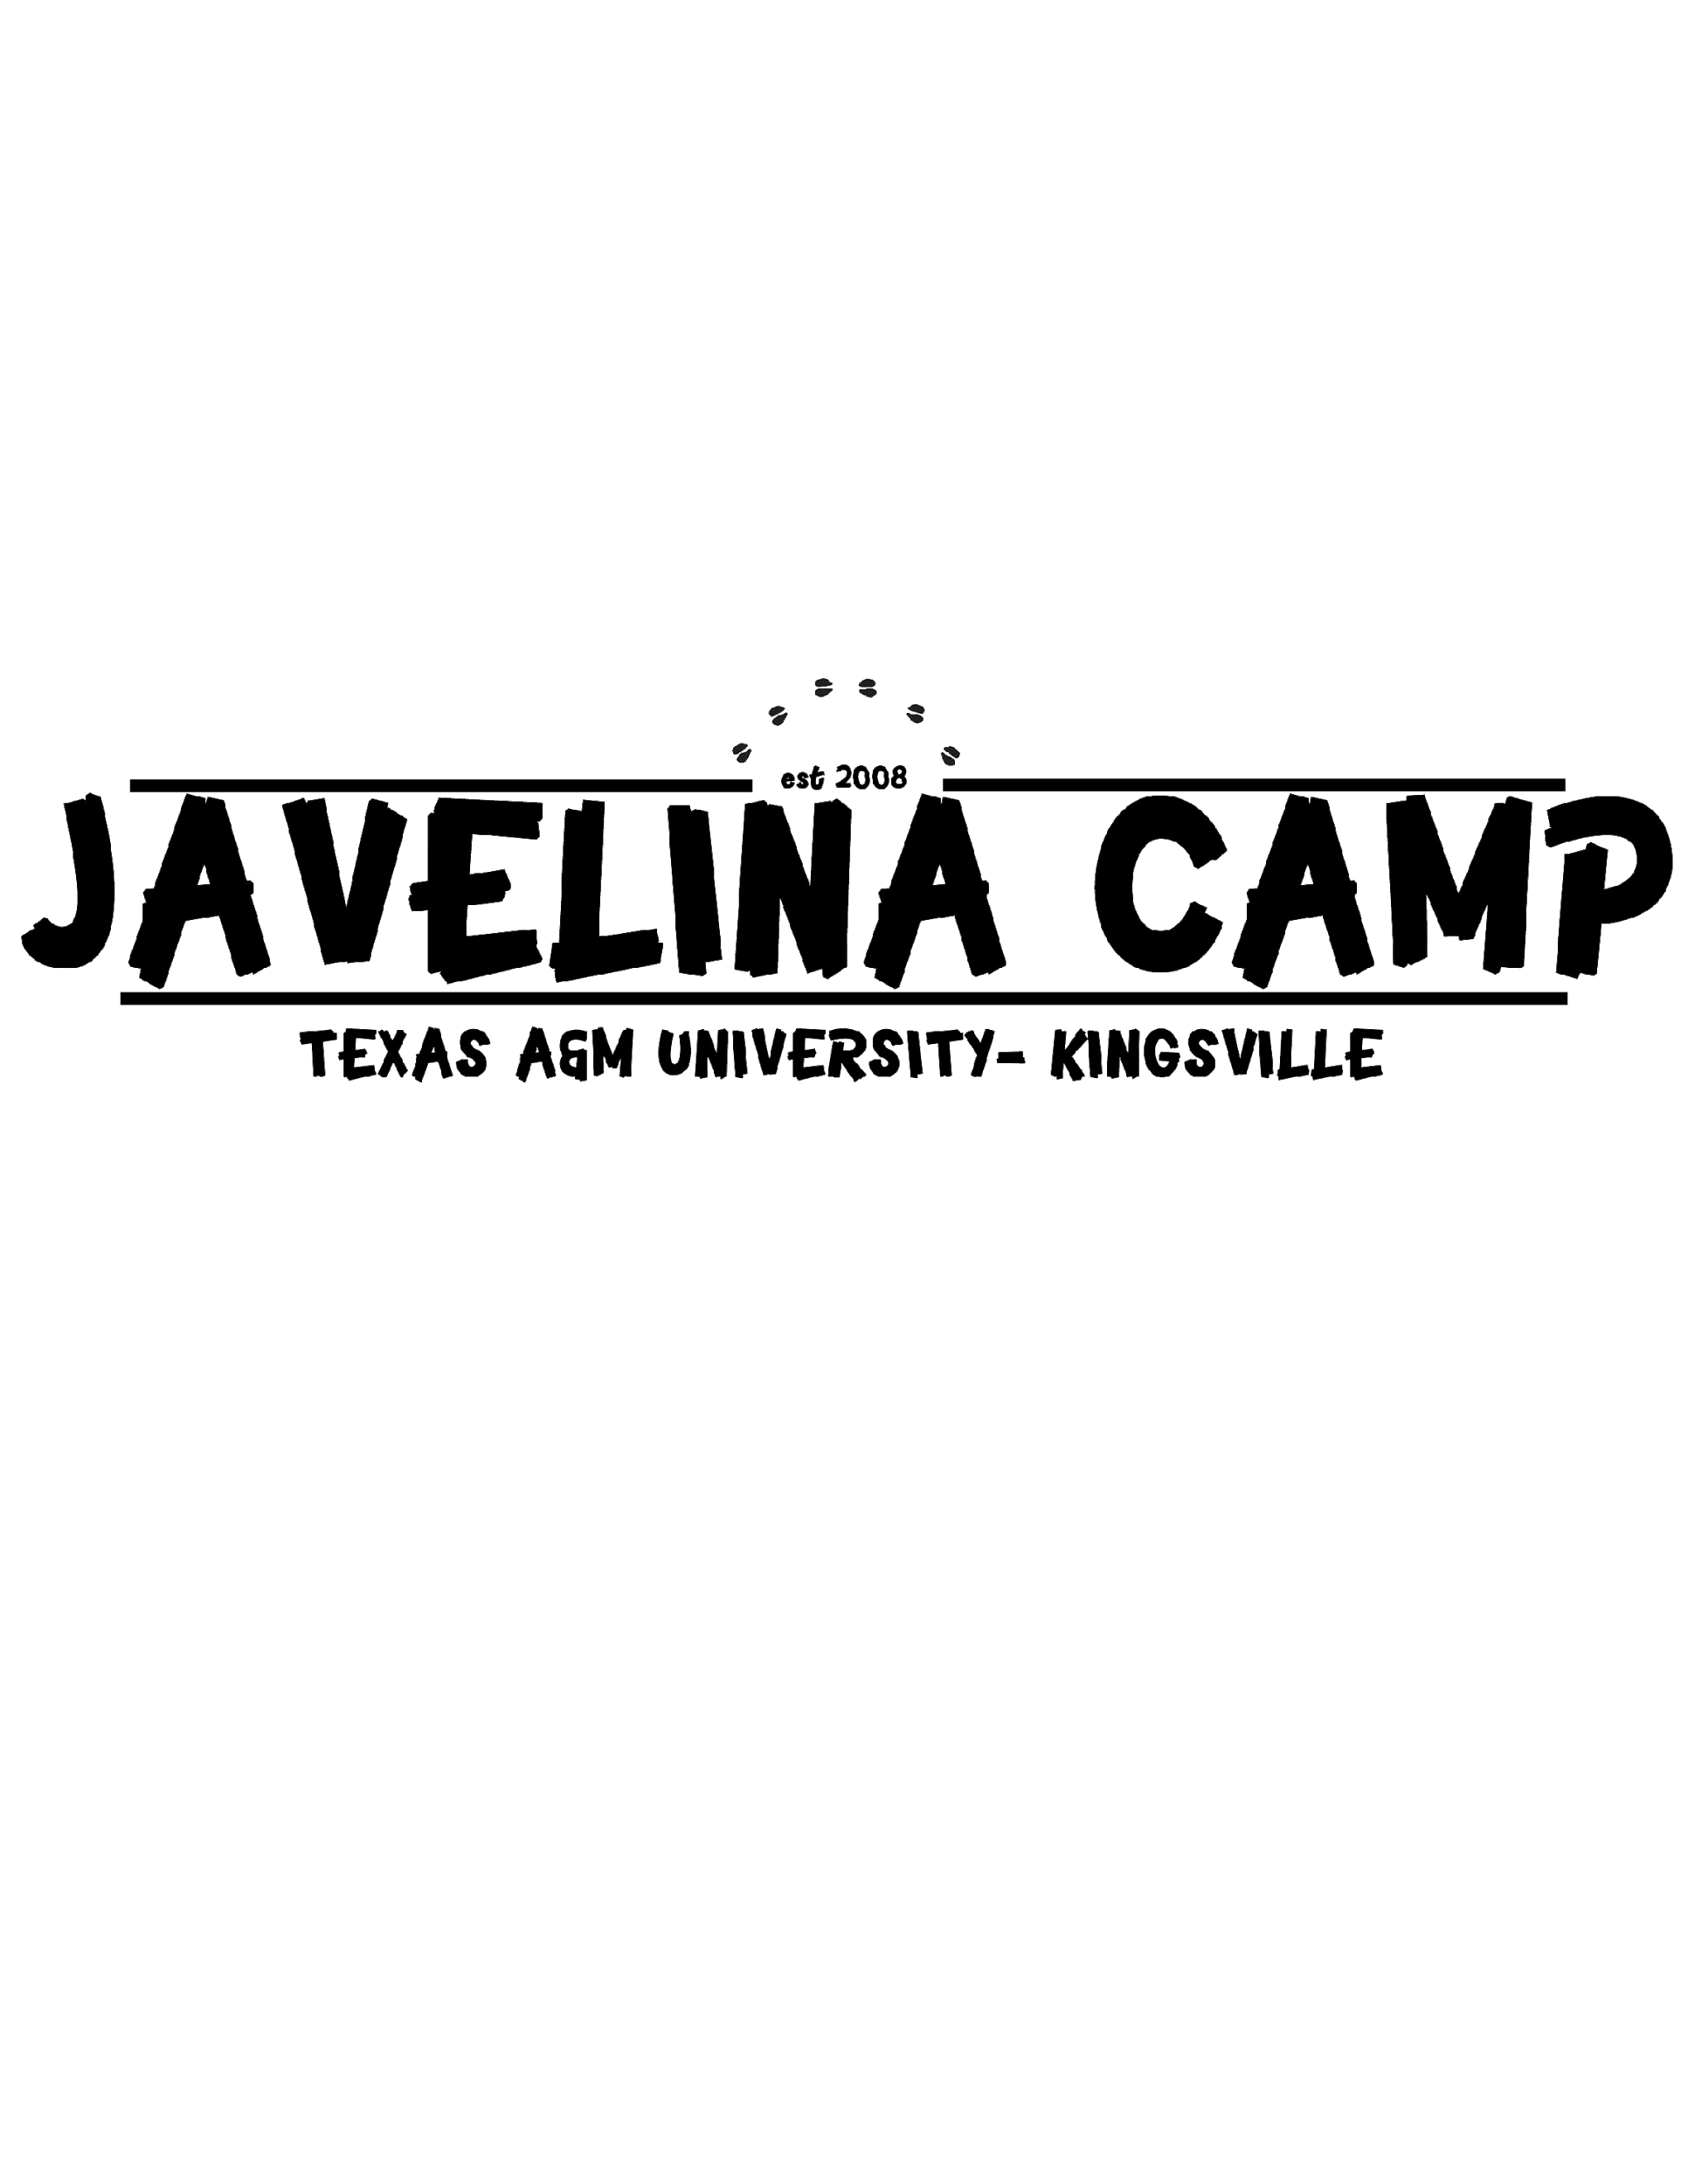 est 2008
JAVELINA CAMP
TEXAS A&M UNIVERSITY- KINGSVILLE